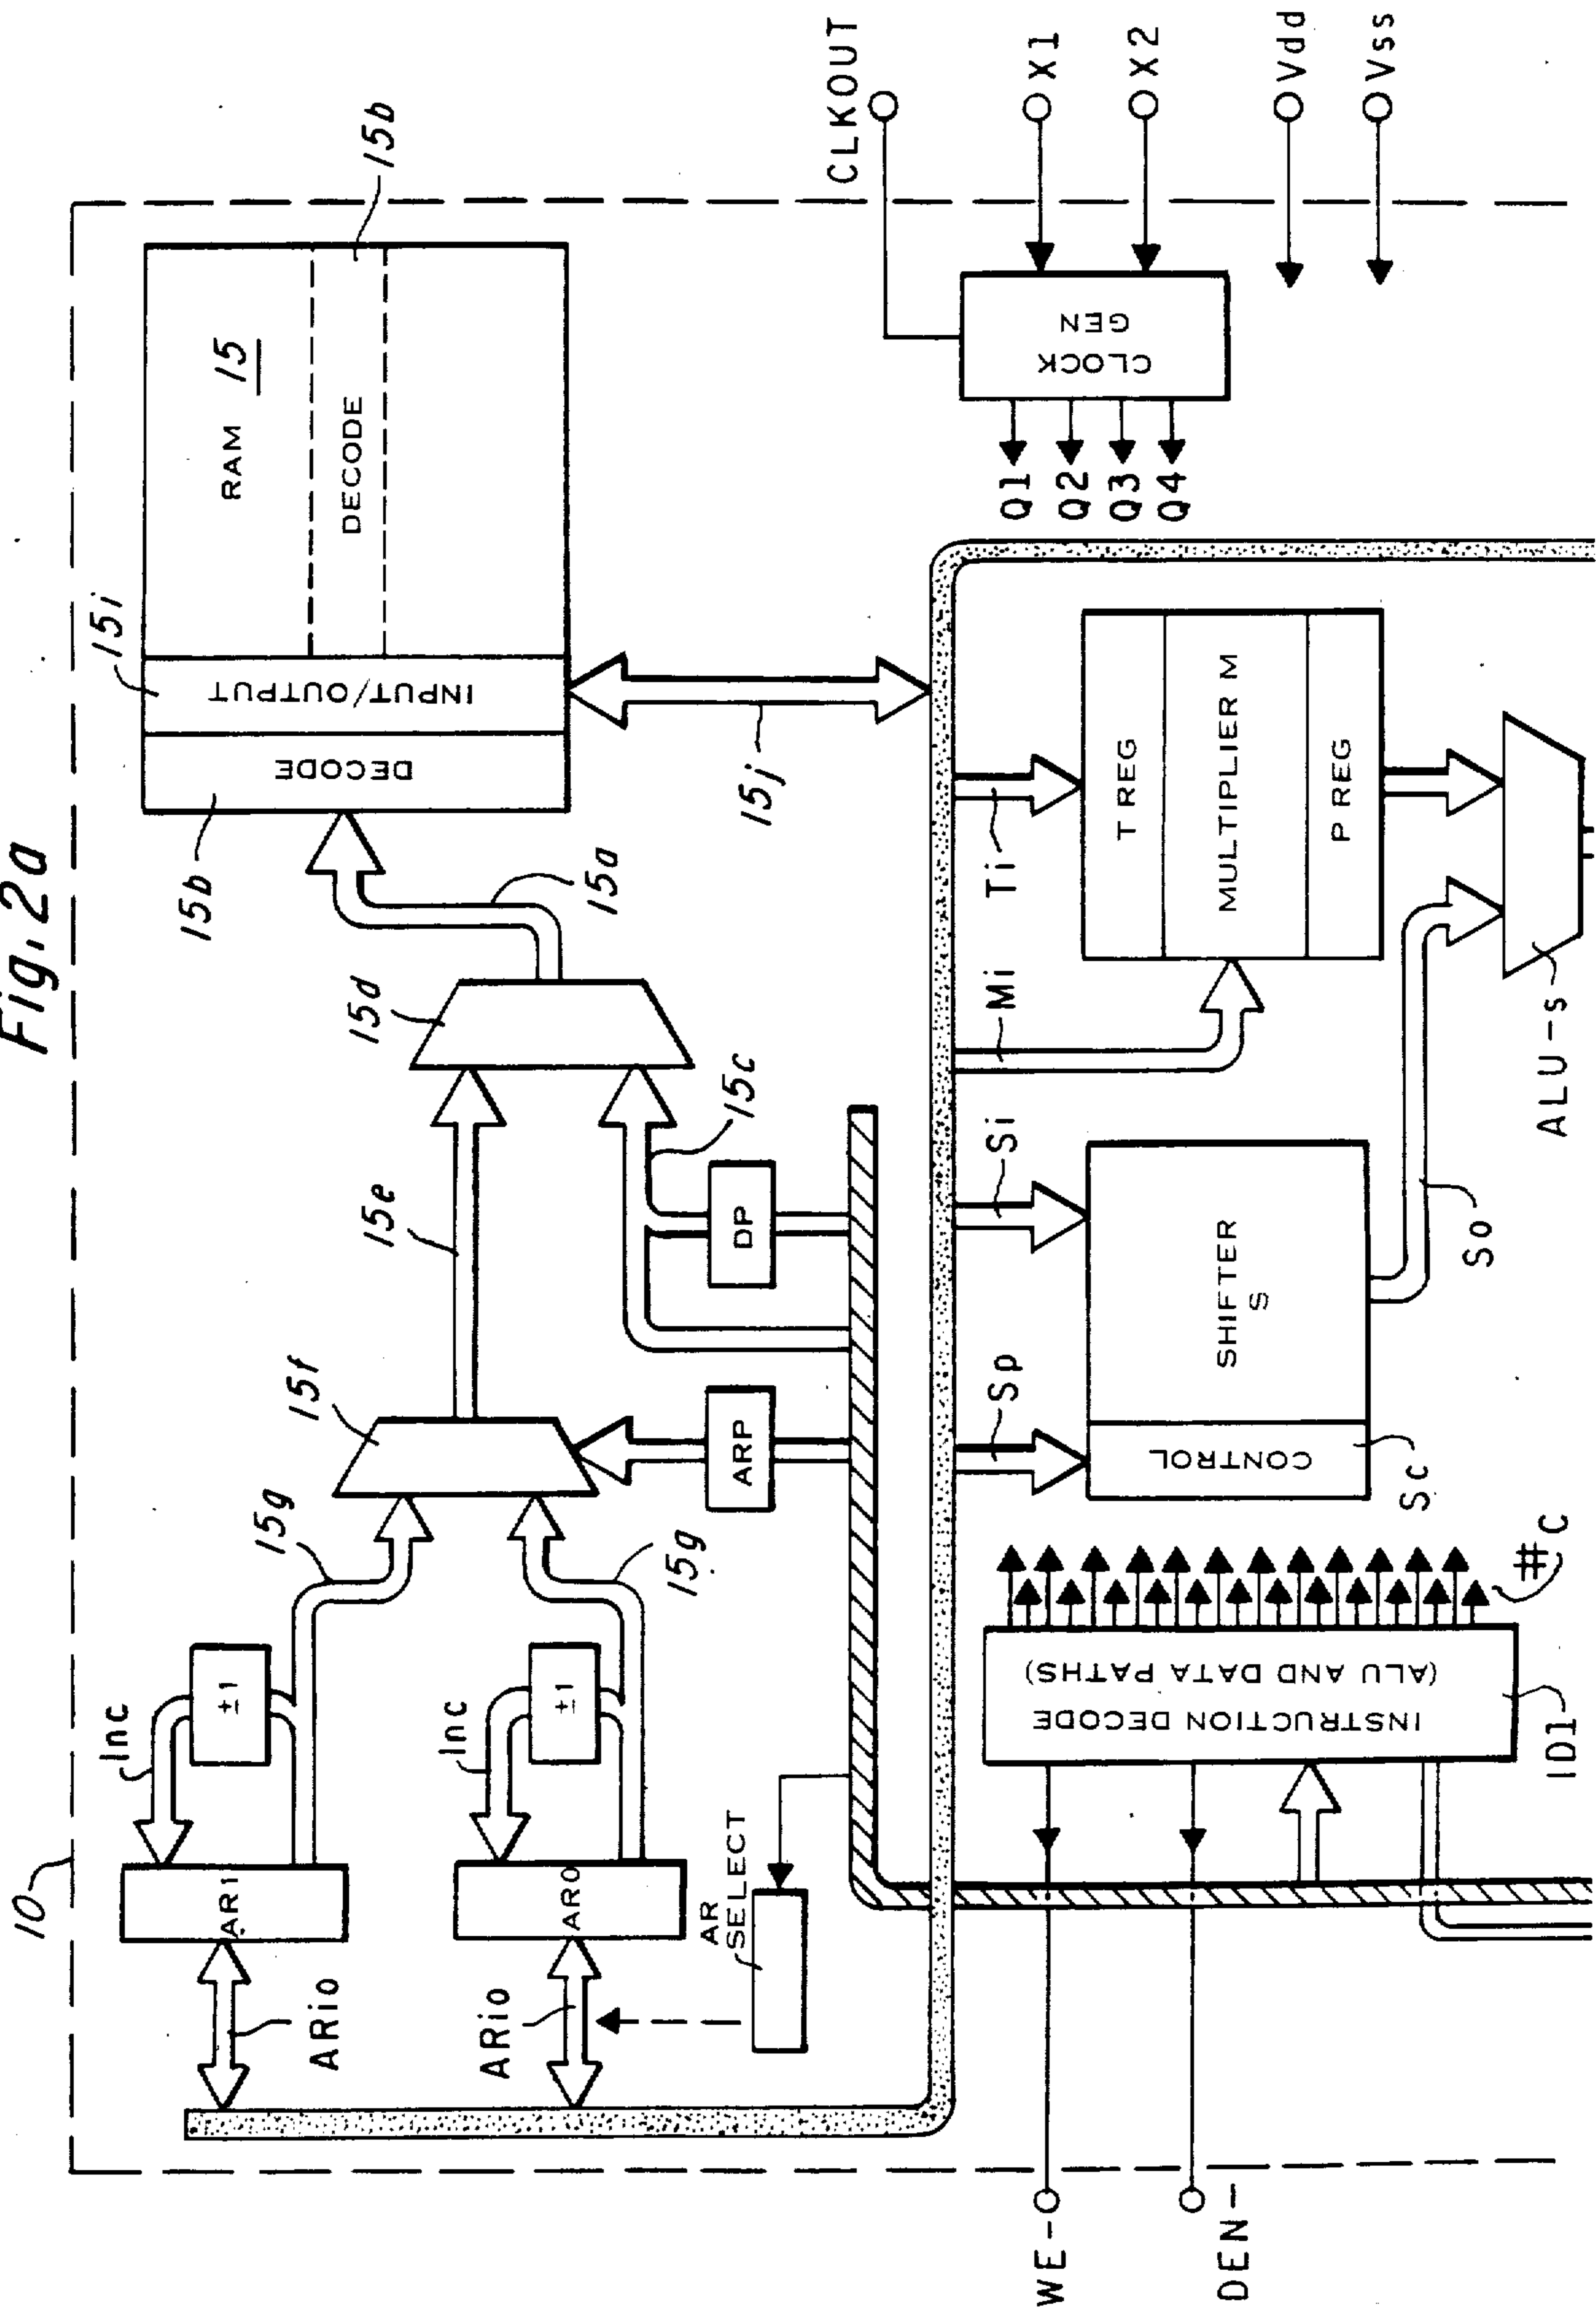 Fig. 2a
10
Inc
±1
AR1
ARio
15g
Inc
±1
AR0
ARio
15g
AR
SELECT
15f
ARP
15e
15d
15c
DP
15a
15b
DECODE
INPUT/OUTPUT
15i
RAM 15
DECODE
15b
15j
CLKOUT
X1
X2
Vdd
Vss
CLOCK
GEN
Q1
Q2
Q3
Q4
Sp
Si
Mi
Ti
CONTROL
SHIFTER
S
Sc
So
T REG
MULTIPLIER M
P REG
ALU-s
INSTRUCTION DECODE
(ALU AND DATA PATHS)
#C
ID1
WE-
DEN-